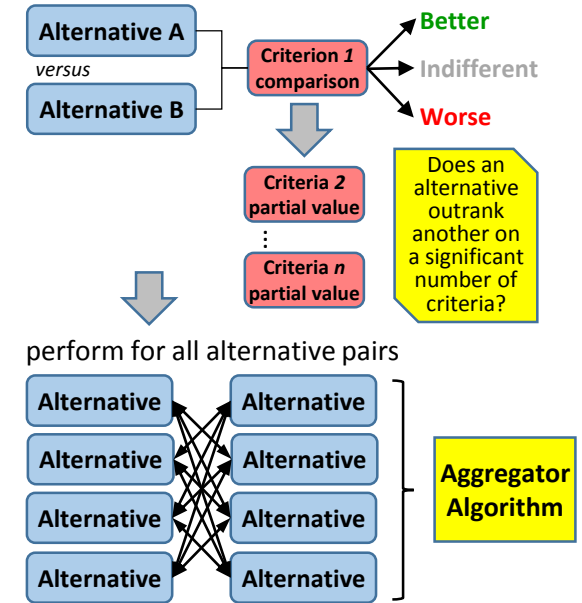 Alternative A
versus
Alternative B
Criterion 1
comparison
Better
Indifferent
Worse
Criteria 2
partial value
⋮
Criteria n
partial value
Does an
alternative
outrank
another on
a significant
number of
criteria?
perform for all alternative pairs
Alternative Alternative
Alternative Alternative
Alternative Alternative
Alternative Alternative
Aggregator
Algorithm